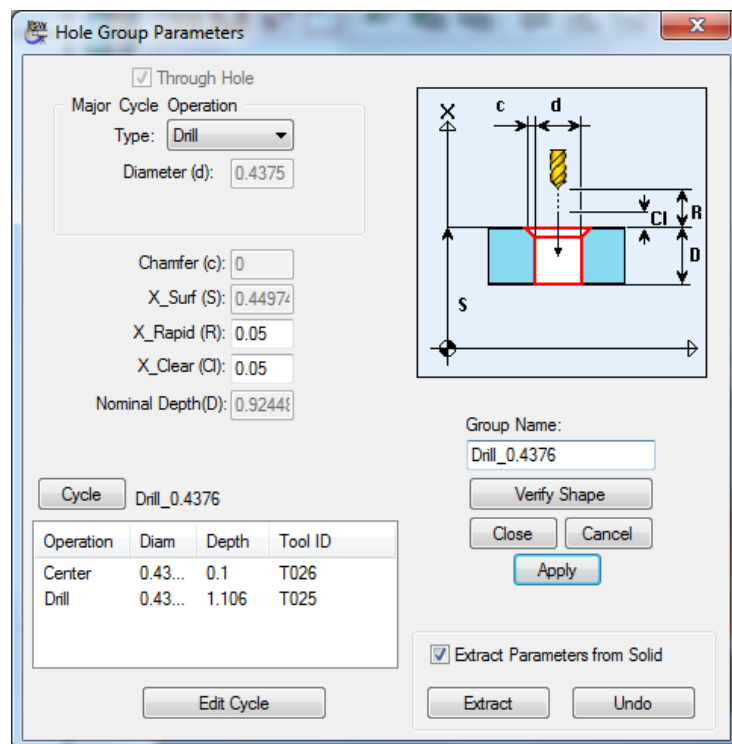 Hole Group Parameters
Through Hole
Major Cycle Operation
Type: Drill
Diameter (d): 0.4375
Chamfer (c): 0
X_Surf (S): 0.44974
X_Rapid (R): 0.05
X_Clear (Cl): 0.05
Nominal Depth(D): 0.92448
X c d
Cl R
D
S
Group Name:
Drill_0.4376
Cycle Drill_0.4376
Verify Shape
Close Cancel
Apply
Operation Diam Depth Tool ID
Center 0.43... 0.1 T026
Drill 0.43... 1.106 T025
Edit Cycle
Extract Parameters from Solid
Extract Undo